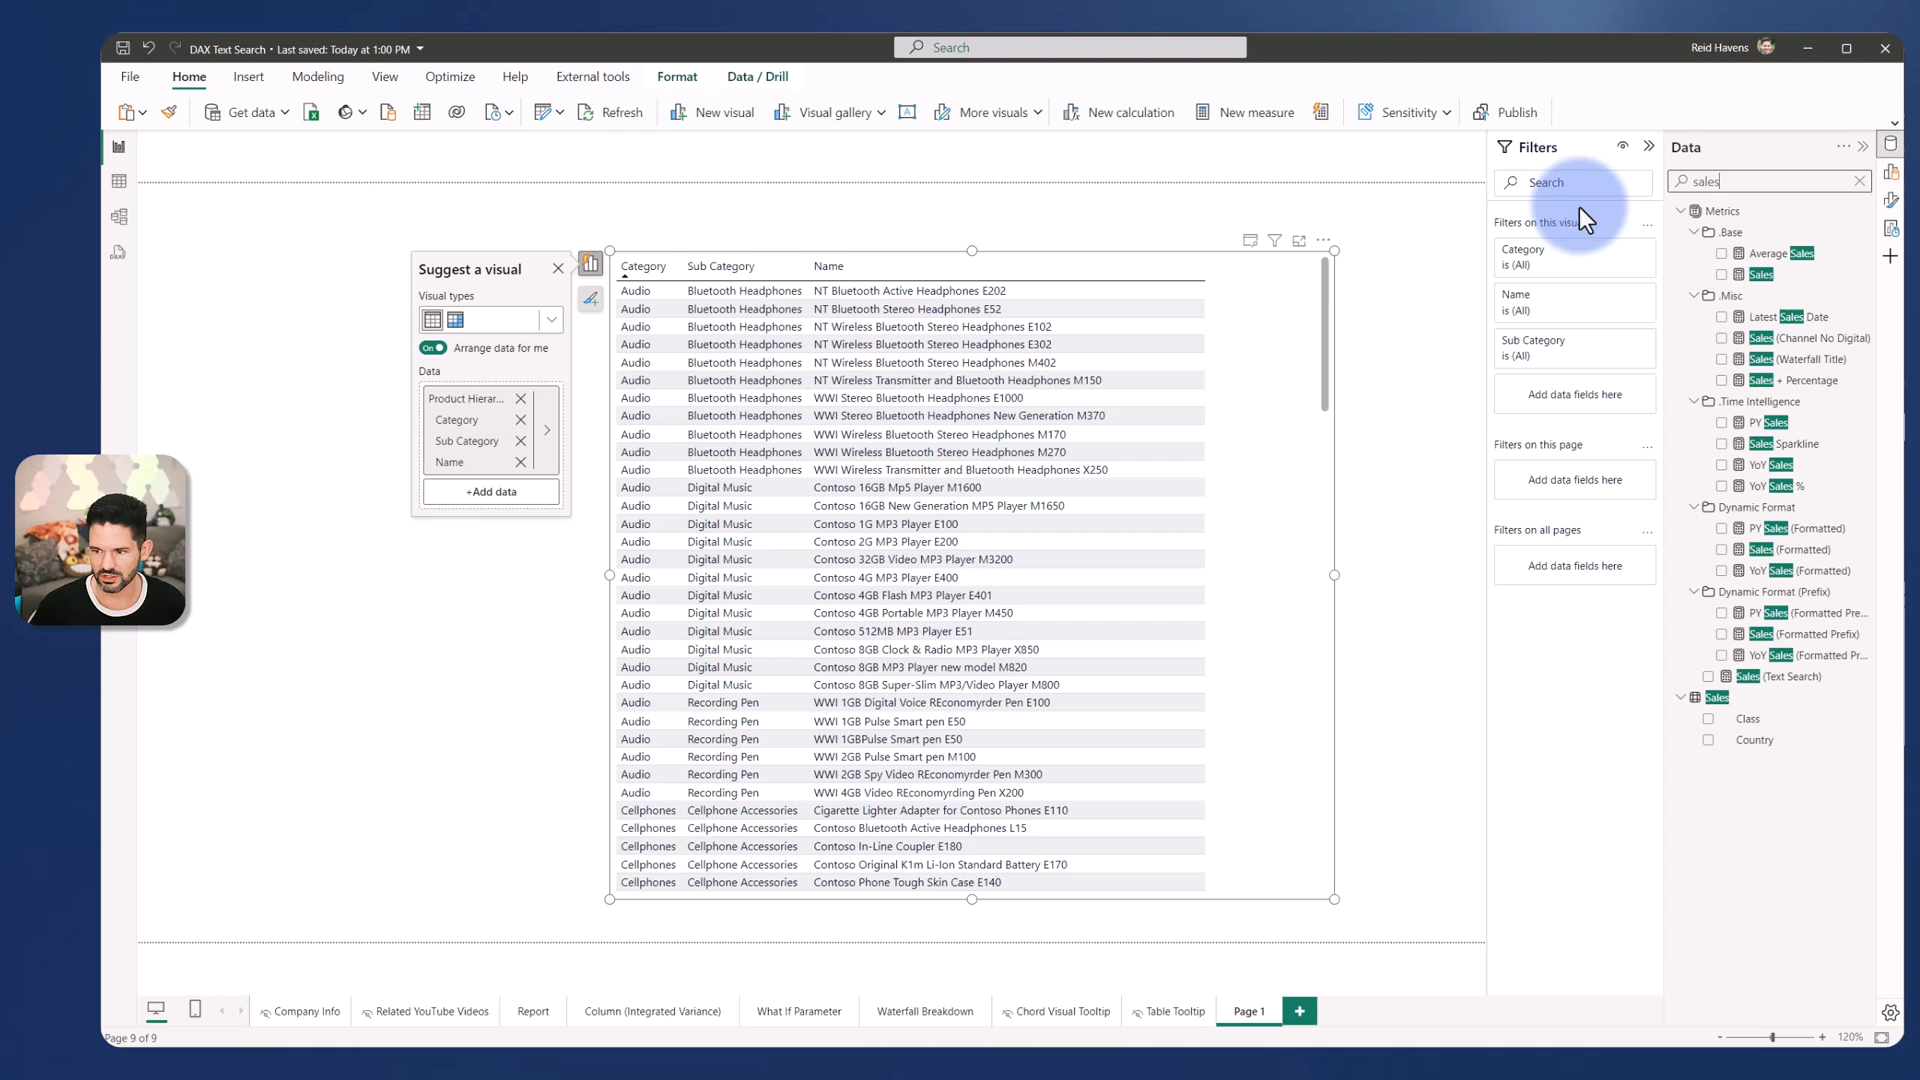 DAX Text Search • Last saved: Today at 1:00 PM
Search
Reid Havens
File Home Insert Modeling View Optimize Help External tools Format Data / Drill
Get data Refresh New visual Visual gallery More visuals New calculation New measure Sensitivity Publish
Suggest a visual
Visual types
On Arrange data for me
Data
Product Hierar...
Category
Sub Category
Name
+Add data
Category Sub Category Name
Audio Bluetooth Headphones NT Bluetooth Active Headphones E202
Audio Bluetooth Headphones NT Bluetooth Stereo Headphones E52
Audio Bluetooth Headphones NT Wireless Bluetooth Stereo Headphones E102
Audio Bluetooth Headphones NT Wireless Bluetooth Stereo Headphones E302
Audio Bluetooth Headphones NT Wireless Bluetooth Stereo Headphones M402
Audio Bluetooth Headphones NT Wireless Transmitter and Bluetooth Headphones M150
Audio Bluetooth Headphones WWI Stereo Bluetooth Headphones E1000
Audio Bluetooth Headphones WWI Stereo Bluetooth Headphones New Generation M370
Audio Bluetooth Headphones WWI Wireless Bluetooth Stereo Headphones M170
Audio Bluetooth Headphones WWI Wireless Bluetooth Stereo Headphones M270
Audio Bluetooth Headphones WWI Wireless Transmitter and Bluetooth Headphones X250
Audio Digital Music Contoso 16GB Mp5 Player M1600
Audio Digital Music Contoso 16GB New Generation MP5 Player M1650
Audio Digital Music Contoso 1G MP3 Player E100
Audio Digital Music Contoso 2G MP3 Player E200
Audio Digital Music Contoso 32GB Video MP3 Player M3200
Audio Digital Music Contoso 4G MP3 Player E400
Audio Digital Music Contoso 4GB Flash MP3 Player E401
Audio Digital Music Contoso 4GB Portable MP3 Player M450
Audio Digital Music Contoso 512MB MP3 Player E51
Audio Digital Music Contoso 8GB Clock & Radio MP3 Player X850
Audio Digital Music Contoso 8GB MP3 Player new model M820
Audio Digital Music Contoso 8GB Super-Slim MP3/Video Player M800
Audio Recording Pen WWI 1GB Digital Voice REconomyrder Pen E100
Audio Recording Pen WWI 1GB Pulse Smart pen E50
Audio Recording Pen WWI 1GBPulse Smart pen E50
Audio Recording Pen WWI 2GB Pulse Smart pen M100
Audio Recording Pen WWI 2GB Spy Video REconomyrder Pen M300
Audio Recording Pen WWI 4GB Video REconomyrding Pen X200
Cellphones Cellphone Accessories Cigarette Lighter Adapter for Contoso Phones E110
Cellphones Cellphone Accessories Contoso Bluetooth Active Headphones L15
Cellphones Cellphone Accessories Contoso In-Line Coupler E180
Cellphones Cellphone Accessories Contoso Original K1m Li-Ion Standard Battery E170
Cellphones Cellphone Accessories Contoso Phone Tough Skin Case E140
Filters
Search
Filters on this visu
Category
is (All)
Name
is (All)
Sub Category
is (All)
Add data fields here
Filters on this page
Add data fields here
Filters on all pages
Add data fields here
Data
sales
Metrics
.Base
Average Sales
Sales
.Misc
Latest Sales Date
Sales (Channel No Digital)
Sales (Waterfall Title)
Sales + Percentage
.Time Intelligence
PY Sales
Sales Sparkline
YoY Sales
YoY Sales %
Dynamic Format
PY Sales (Formatted)
Sales (Formatted)
YoY Sales (Formatted)
Dynamic Format (Prefix)
PY Sales (Formatted Pre...
Sales (Formatted Prefix)
YoY Sales (Formatted Pr...
Sales (Text Search)
Sales
Class
Country
Company Info Related YouTube Videos Report Column (Integrated Variance) What If Parameter Waterfall Breakdown Chord Visual Tooltip Table Tooltip Page 1
Page 9 of 9
- + 120%